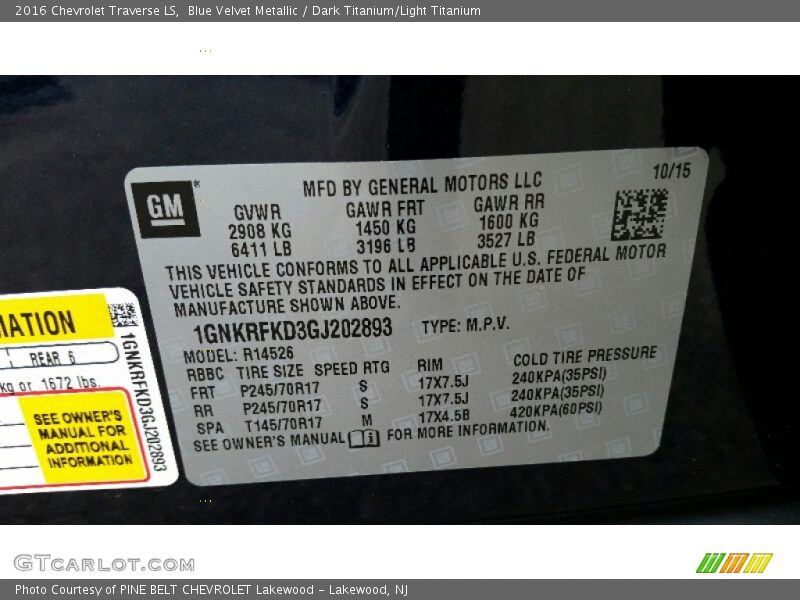 2016 Chevrolet Traverse LS,  Blue Velvet Metallic / Dark Titanium/Light Titanium
GM
MFD BY GENERAL MOTORS LLC
10/15
GVWR GAWR FRT GAWR RR
2908 KG 1450 KG 1600 KG
6411 LB 3196 LB 3527 LB
THIS VEHICLE CONFORMS TO ALL APPLICABLE U.S. FEDERAL MOTOR
VEHICLE SAFETY STANDARDS IN EFFECT ON THE DATE OF
MANUFACTURE SHOWN ABOVE.
1GNKRFKD3GJ202893 TYPE: M.P.V.
MODEL: R14526
RBBC TIRE SIZE SPEED RTG RIM COLD TIRE PRESSURE
FRT P245/70R17 S 17X7.5J 240KPA(35PSI)
RR P245/70R17 S 17X7.5J 240KPA(35PSI)
SPA T145/70R17 M 17X4.5B 420KPA(60PSI)
SEE OWNER'S MANUAL FOR MORE INFORMATION.
MATION
REAR 6
kg or 1672 lbs.
SEE OWNER'S
MANUAL FOR
ADDITIONAL
INFORMATION
1GNKRFKD3GJ202893
GTCARLOT.COM
Photo Courtesy of PINE BELT CHEVROLET Lakewood - Lakewood, NJ